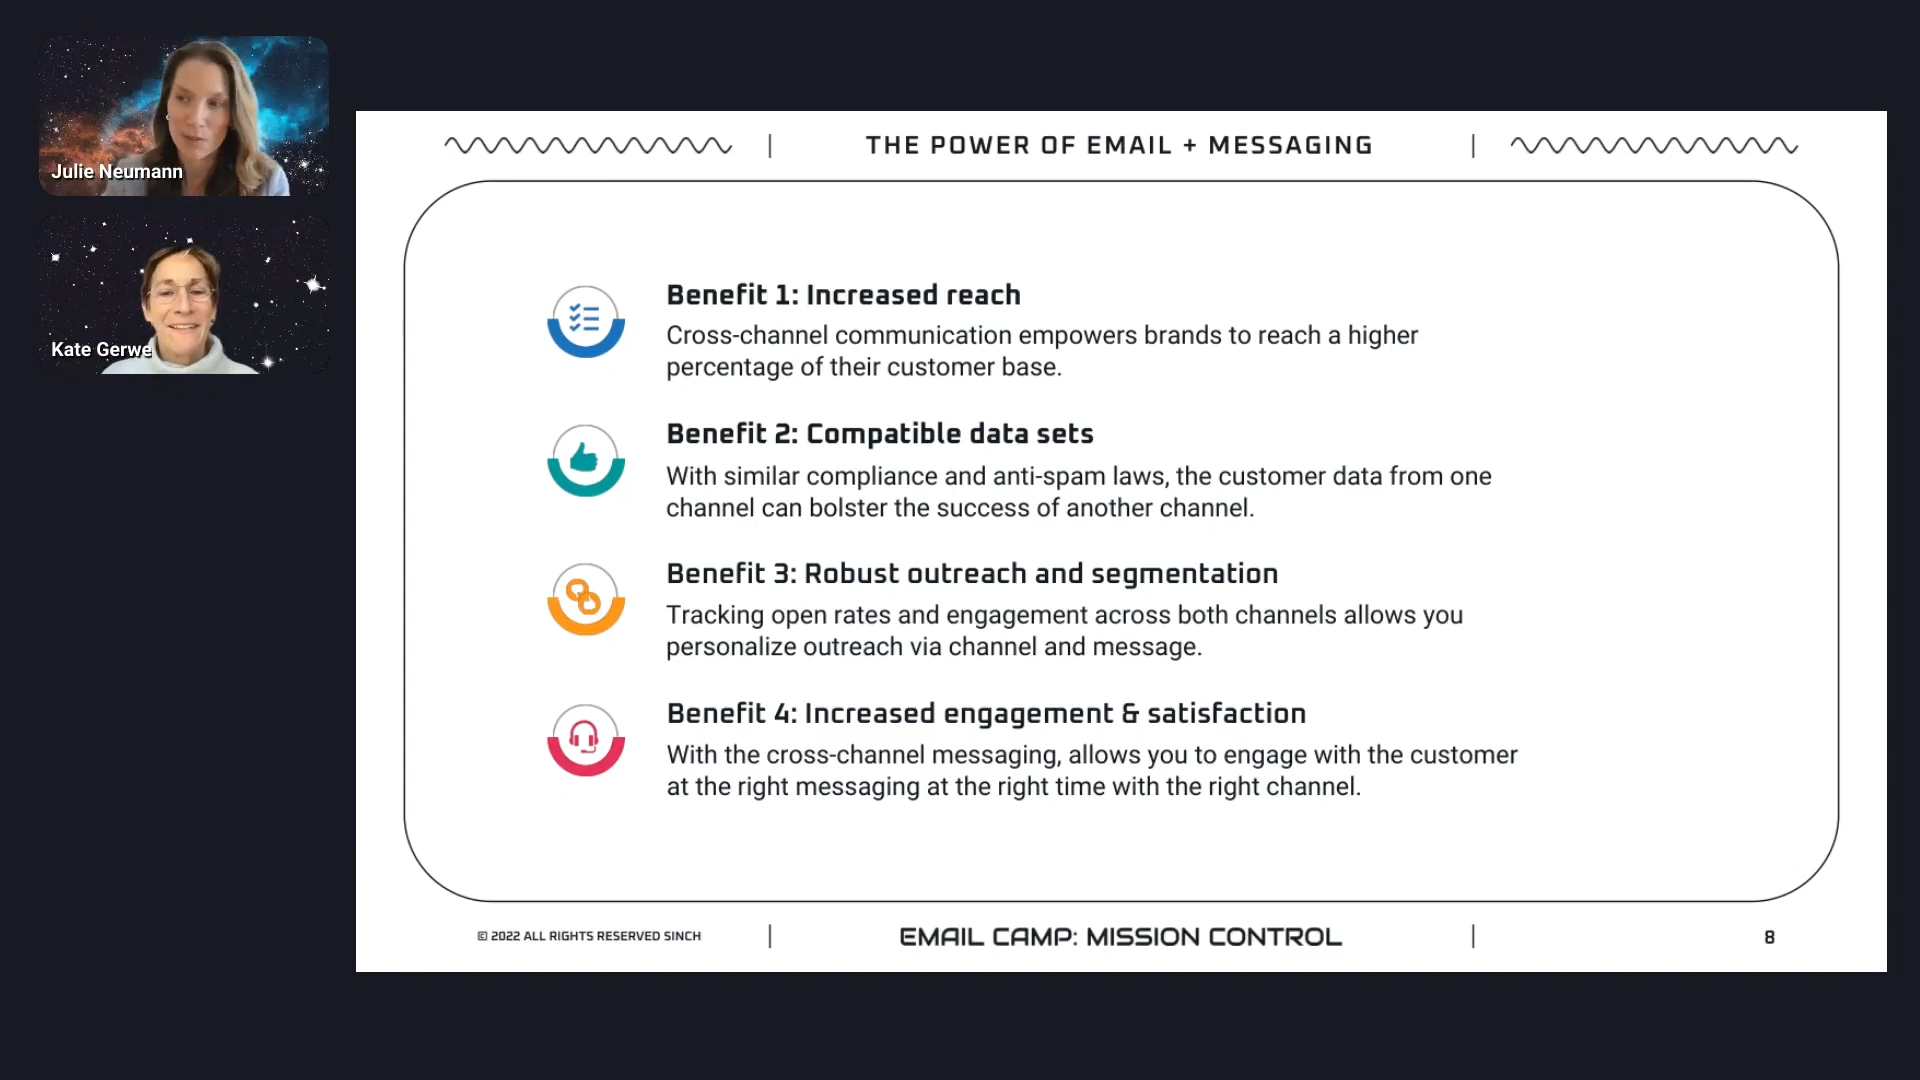 Julie Neumann
Kate Gerwe
THE POWER OF EMAIL + MESSAGING
Benefit 1: Increased reach
Cross-channel communication empowers brands to reach a higher
percentage of their customer base.
Benefit 2: Compatible data sets
With similar compliance and anti-spam laws, the customer data from one
channel can bolster the success of another channel.
Benefit 3: Robust outreach and segmentation
Tracking open rates and engagement across both channels allows you
personalize outreach via channel and message.
Benefit 4: Increased engagement & satisfaction
With the cross-channel messaging, allows you to engage with the customer
at the right messaging at the right time with the right channel.
© 2022 ALL RIGHTS RESERVED SINCH
EMAIL CAMP: MISSION CONTROL
8